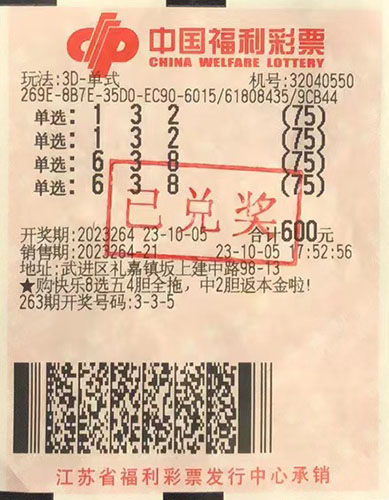 中国福利彩票
CHINA WELFARE LOTTERY
玩法:3D-单式 机号:32040550
269E-8B7E-35D0-EC90-6015/61808435/9CB44
单选: 1 3 2 (75)
单选: 1 3 2 (75)
单选: 6 3 8 (75)
单选: 6 3 8 (75)
已兑奖
开奖期:2023264 23-10-05 合计600元
销售期:2023264-21 23-10-05 17:52:56
地址:武进区礼嘉镇坂上建中路98-13
★购快乐8选五4胆全拖，中2胆返本金啦!
263期开奖号码:3-3-5
江苏省福利彩票发行中心承销